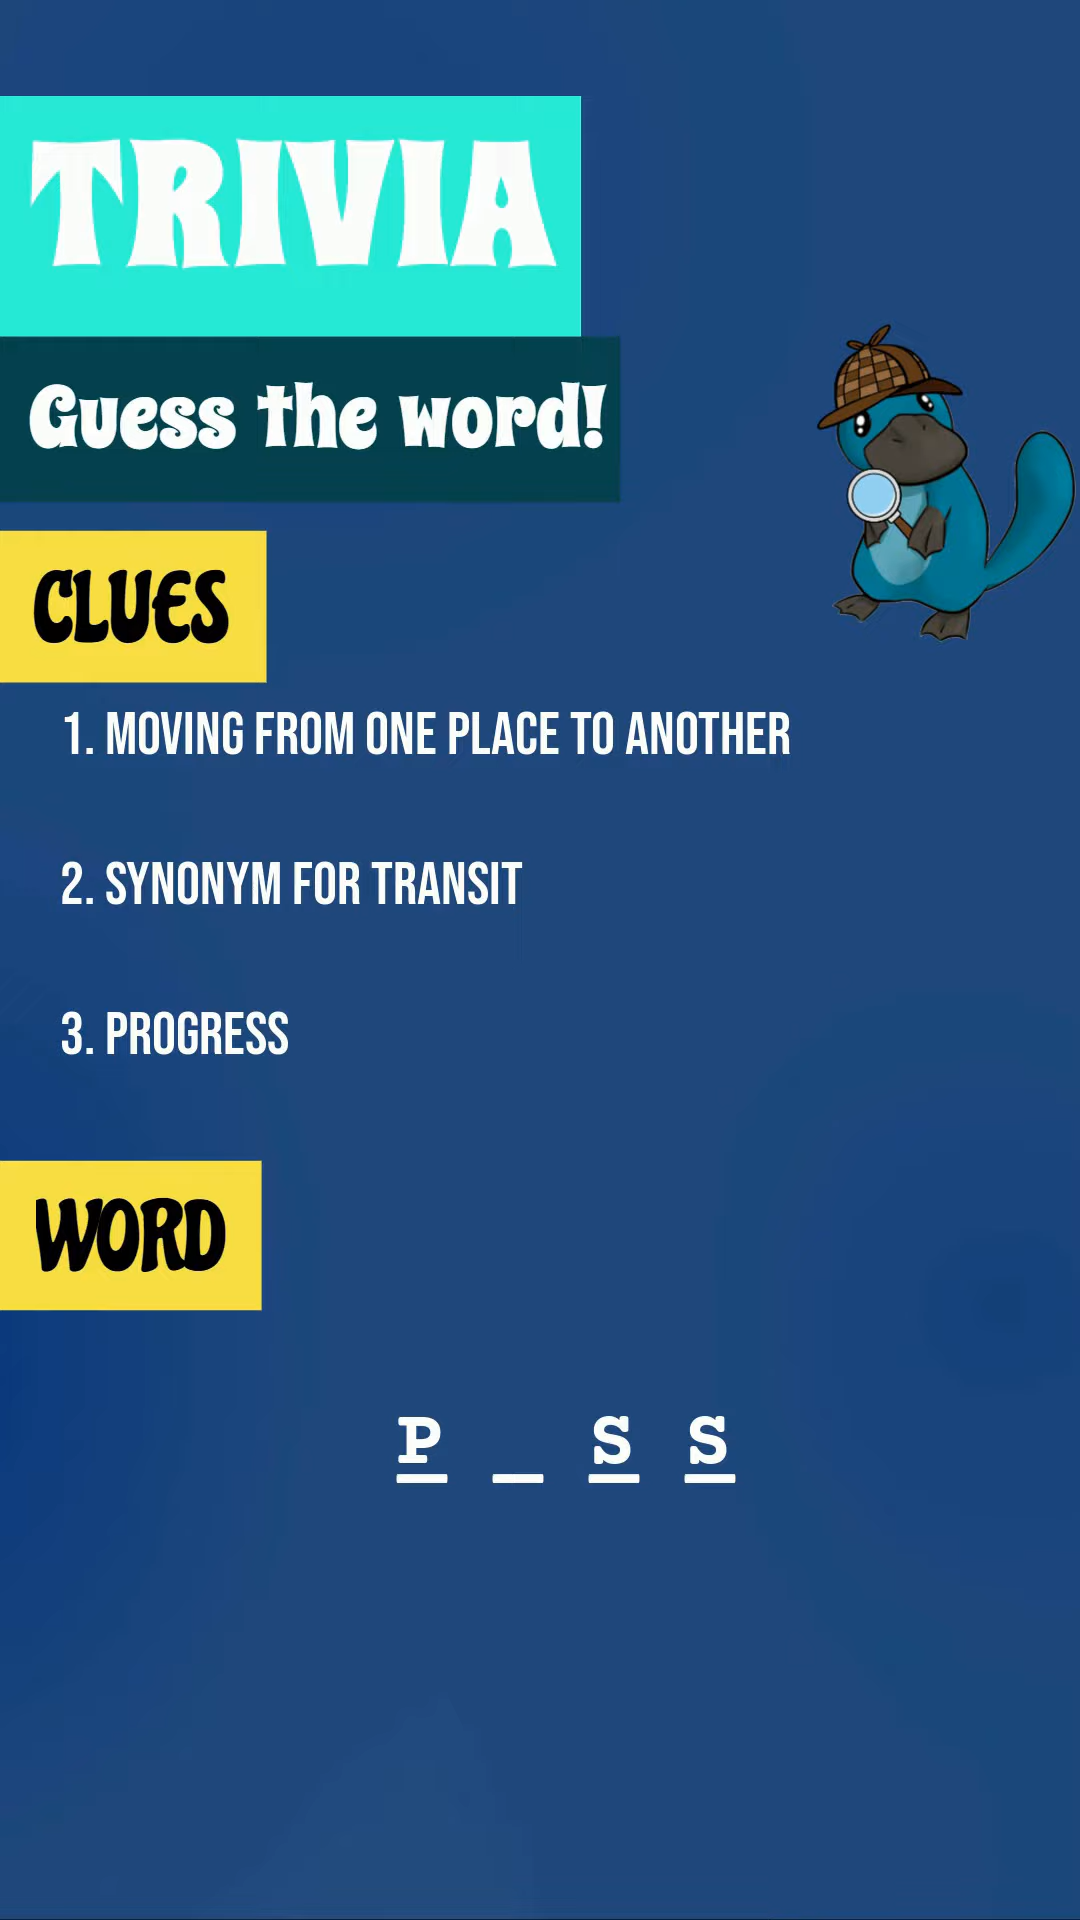 TRIVIA
Guess the word!
CLUES
1. MOVING FROM ONE PLACE TO ANOTHER
2. SYNONYM FOR TRANSIT
3. PROGRESS
WORD
P _ S S